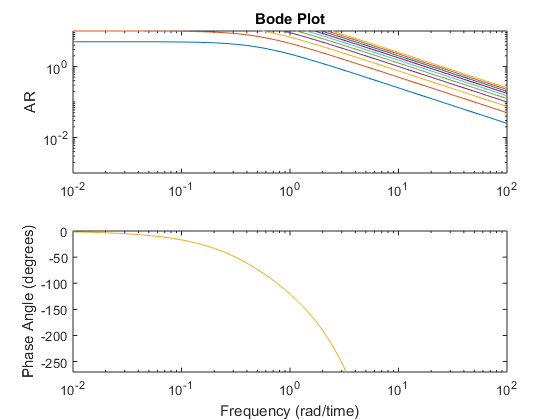 Bode Plot
AR
10^0
10^-2
10^-2 10^-1 10^0 10^1 10^2
Phase Angle (degrees)
0
-50
-100
-150
-200
-250
10^-2 10^-1 10^0 10^1 10^2
Frequency (rad/time)